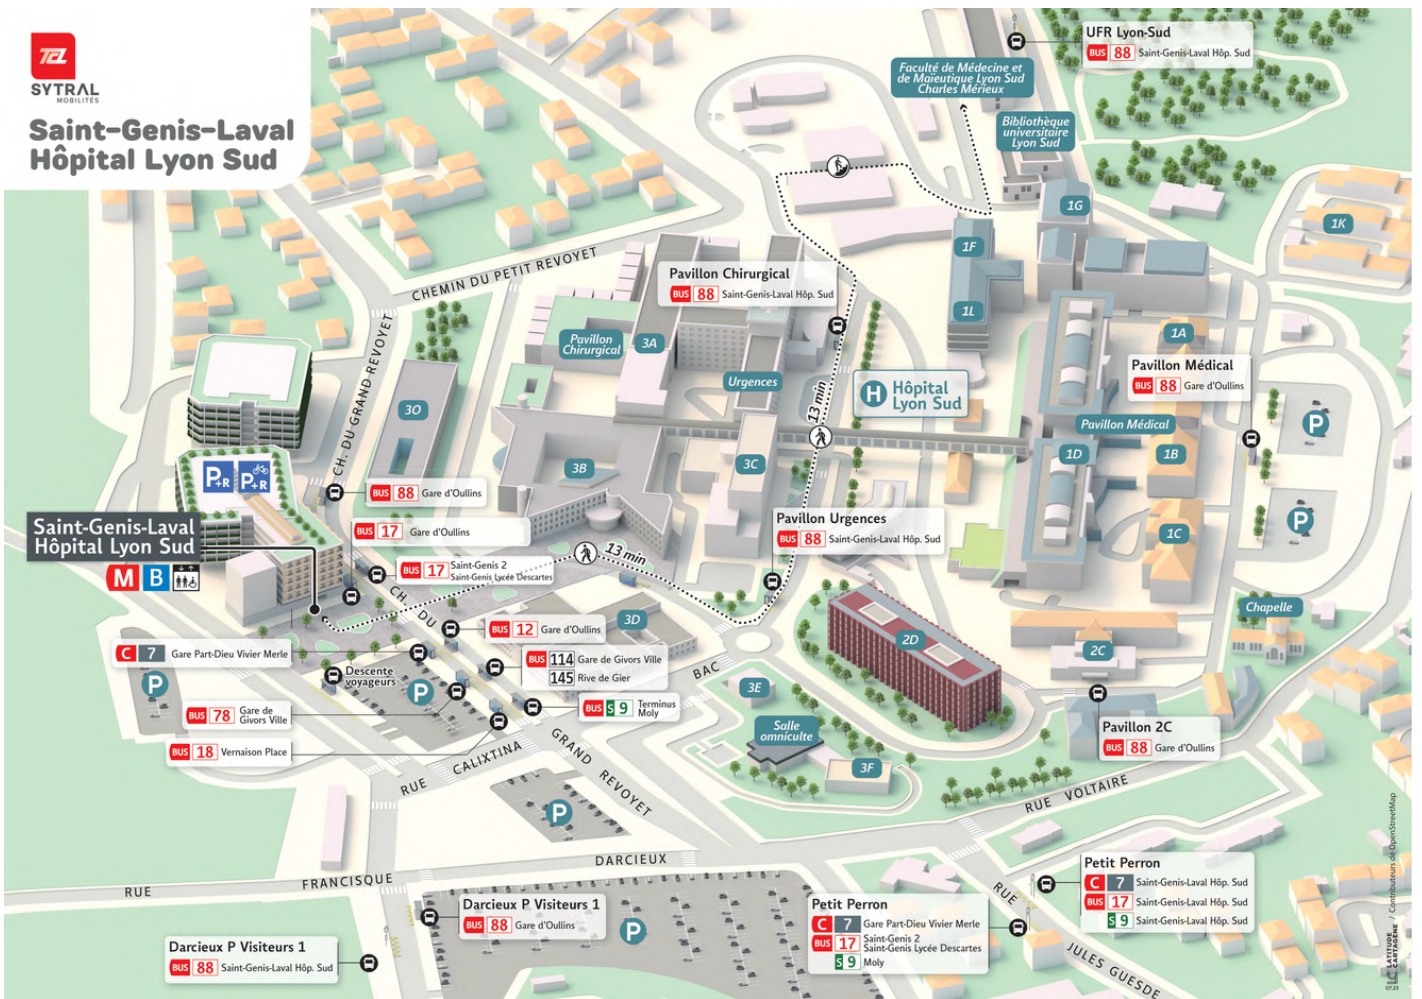 TCL
SYTRAL
MOBILITÉS
Saint-Genis-Laval
Hôpital Lyon Sud
UFR Lyon-Sud
BUS 88 Saint-Genis-Laval Hôp. Sud
Faculté de Médecine et
de Maïeutique Lyon Sud
Charles Mérieux
Bibliothèque
universitaire
Lyon Sud
1G
1K
1F
1L
CHEMIN DU PETIT REVOYET
Pavillon Chirurgical
BUS 88 Saint-Genis-Laval Hôp. Sud
Pavillon
Chirurgical
3A
Urgences
13 min
H Hôpital
Lyon Sud
1A
Pavillon Médical
BUS 88 Gare d'Oullins
Pavillon Médical
1D
1B
1C
P
P
CH. DU GRAND REVOYET
3O
3B
3C
P+R
P+R
BUS 88 Gare d'Oullins
BUS 17 Gare d'Oullins
BUS 17 Saint-Genis 2
Saint-Genis Lycée Descartes
Saint-Genis-Laval
Hôpital Lyon Sud
M B
13 min
Pavillon Urgences
BUS 88 Saint-Genis-Laval Hôp. Sud
CH. DU
GRAND REVOYET
BUS 12 Gare d'Oullins
3D
2D
2C
Chapelle
C 7 Gare Part-Dieu Vivier Merle
Descente
voyageurs
P
P
BUS 114 Gare de Givors Ville
145 Rive de Gier
BUS S 9 Terminus
Moly
BUS 78 Gare de
Givors Ville
BUS 18 Vernaison Place
BAC
3E
Salle
omniculte
3F
Pavillon 2C
BUS 88 Gare d'Oullins
RUE CALIXTINA
RUE VOLTAIRE
P
RUE FRANCISQUE DARCIEUX
Darcieux P Visiteurs 1
BUS 88 Gare d'Oullins
P
Darcieux P Visiteurs 1
BUS 88 Saint-Genis-Laval Hôp. Sud
Petit Perron
C 7 Gare Part-Dieu Vivier Merle
BUS 17 Saint-Genis 2
Saint-Genis Lycée Descartes
S 9 Moly
Petit Perron
C 7 Saint-Genis-Laval Hôp. Sud
BUS 17 Saint-Genis-Laval Hôp. Sud
S 9 Saint-Genis-Laval Hôp. Sud
RUE JULES GUESDE
LC LATITUDE CARTAGÈNE / Contributeurs de OpenStreetMap
07.23